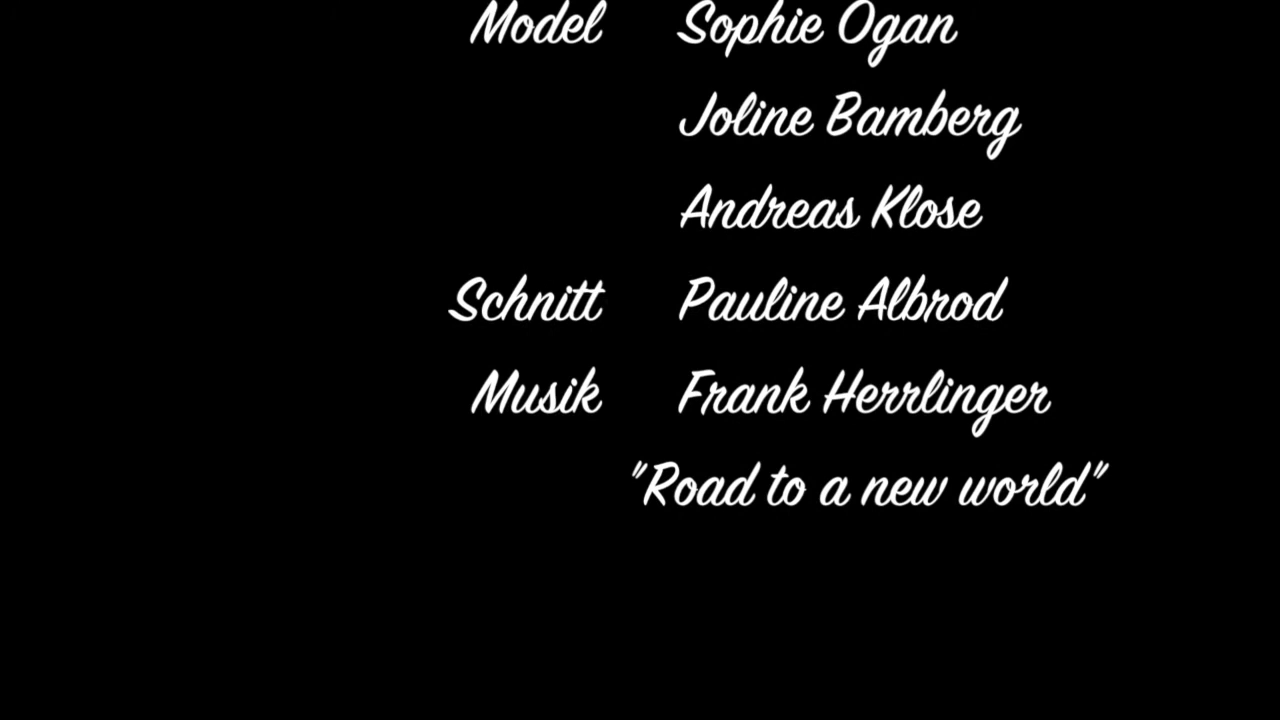 Model Sophie Ogan
Joline Bamberg
Andreas Klose
Schnitt Pauline Albrod
Musik Frank Herrlinger
"Road to a new world"